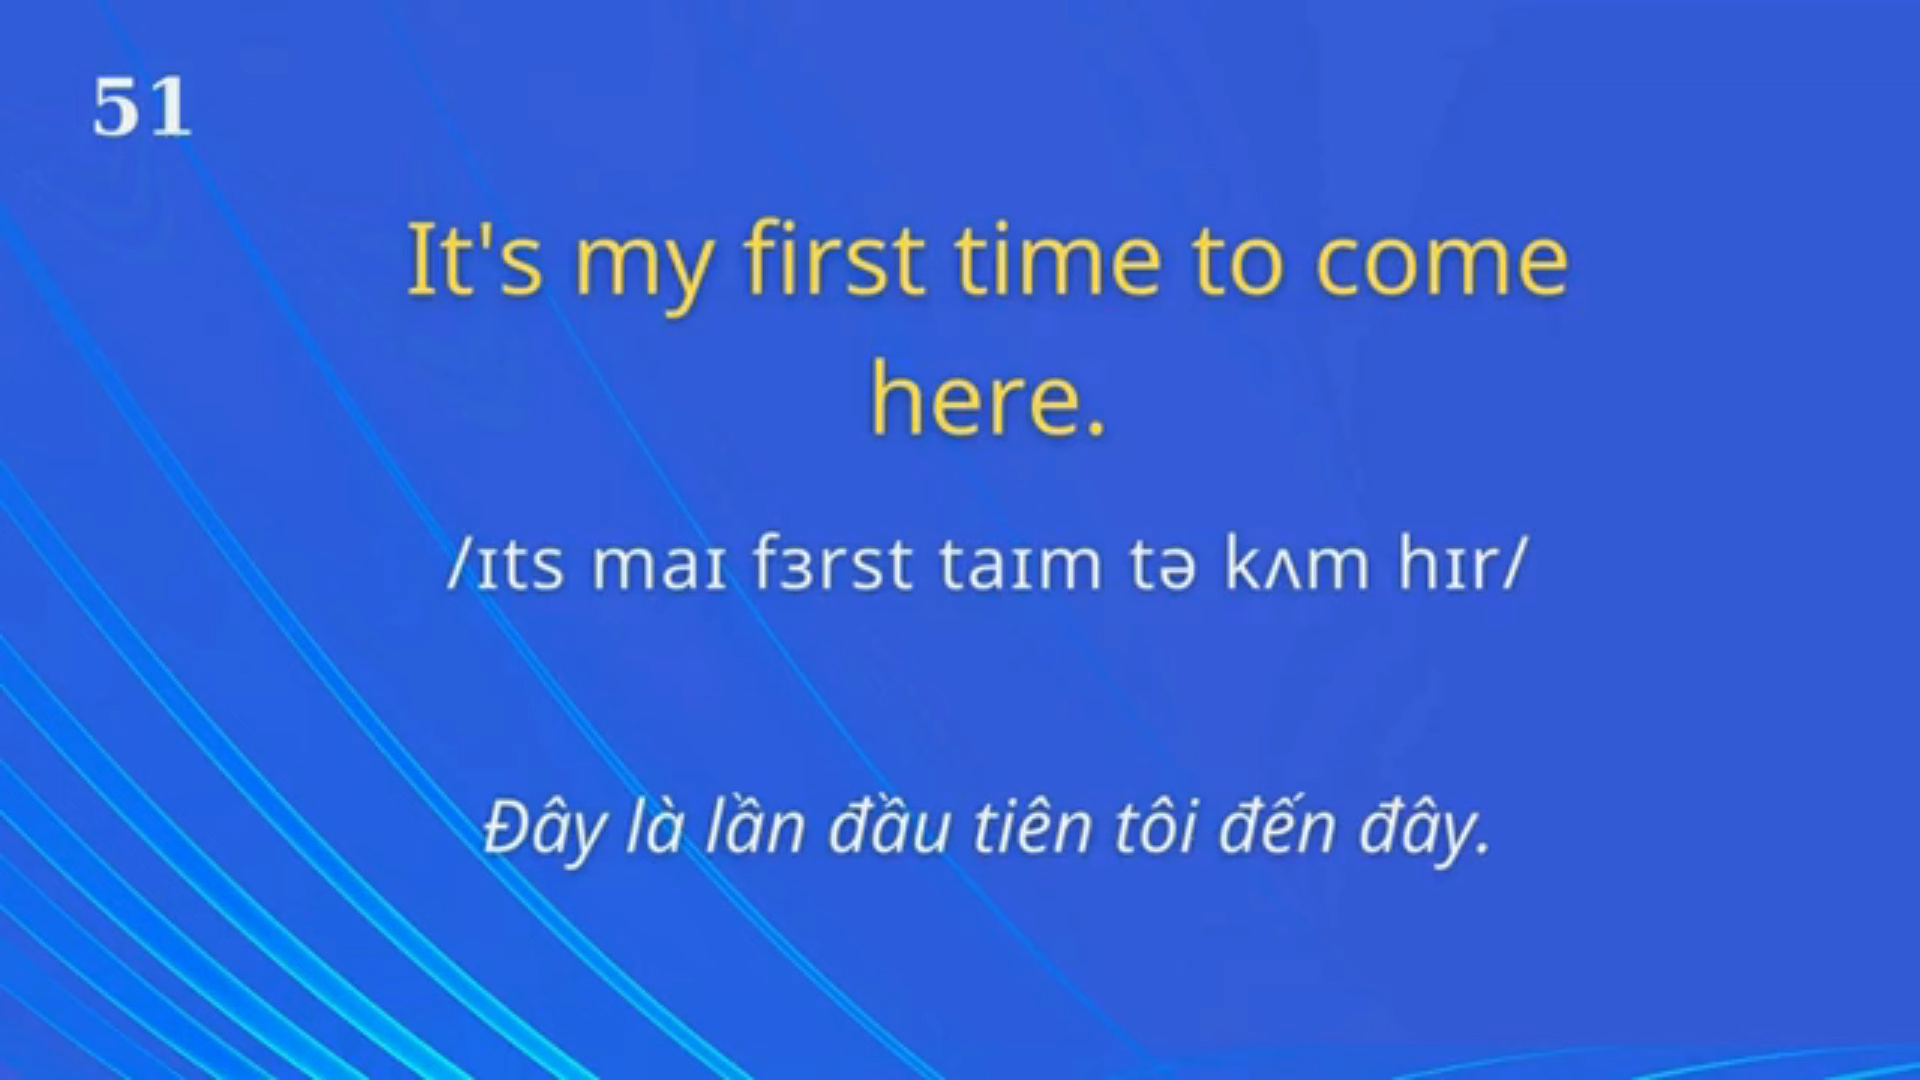 51
It's my first time to come
here.
/ɪts maɪ fɜrst taɪm tə kʌm hɪr/
Đây là lần đầu tiên tôi đến đây.